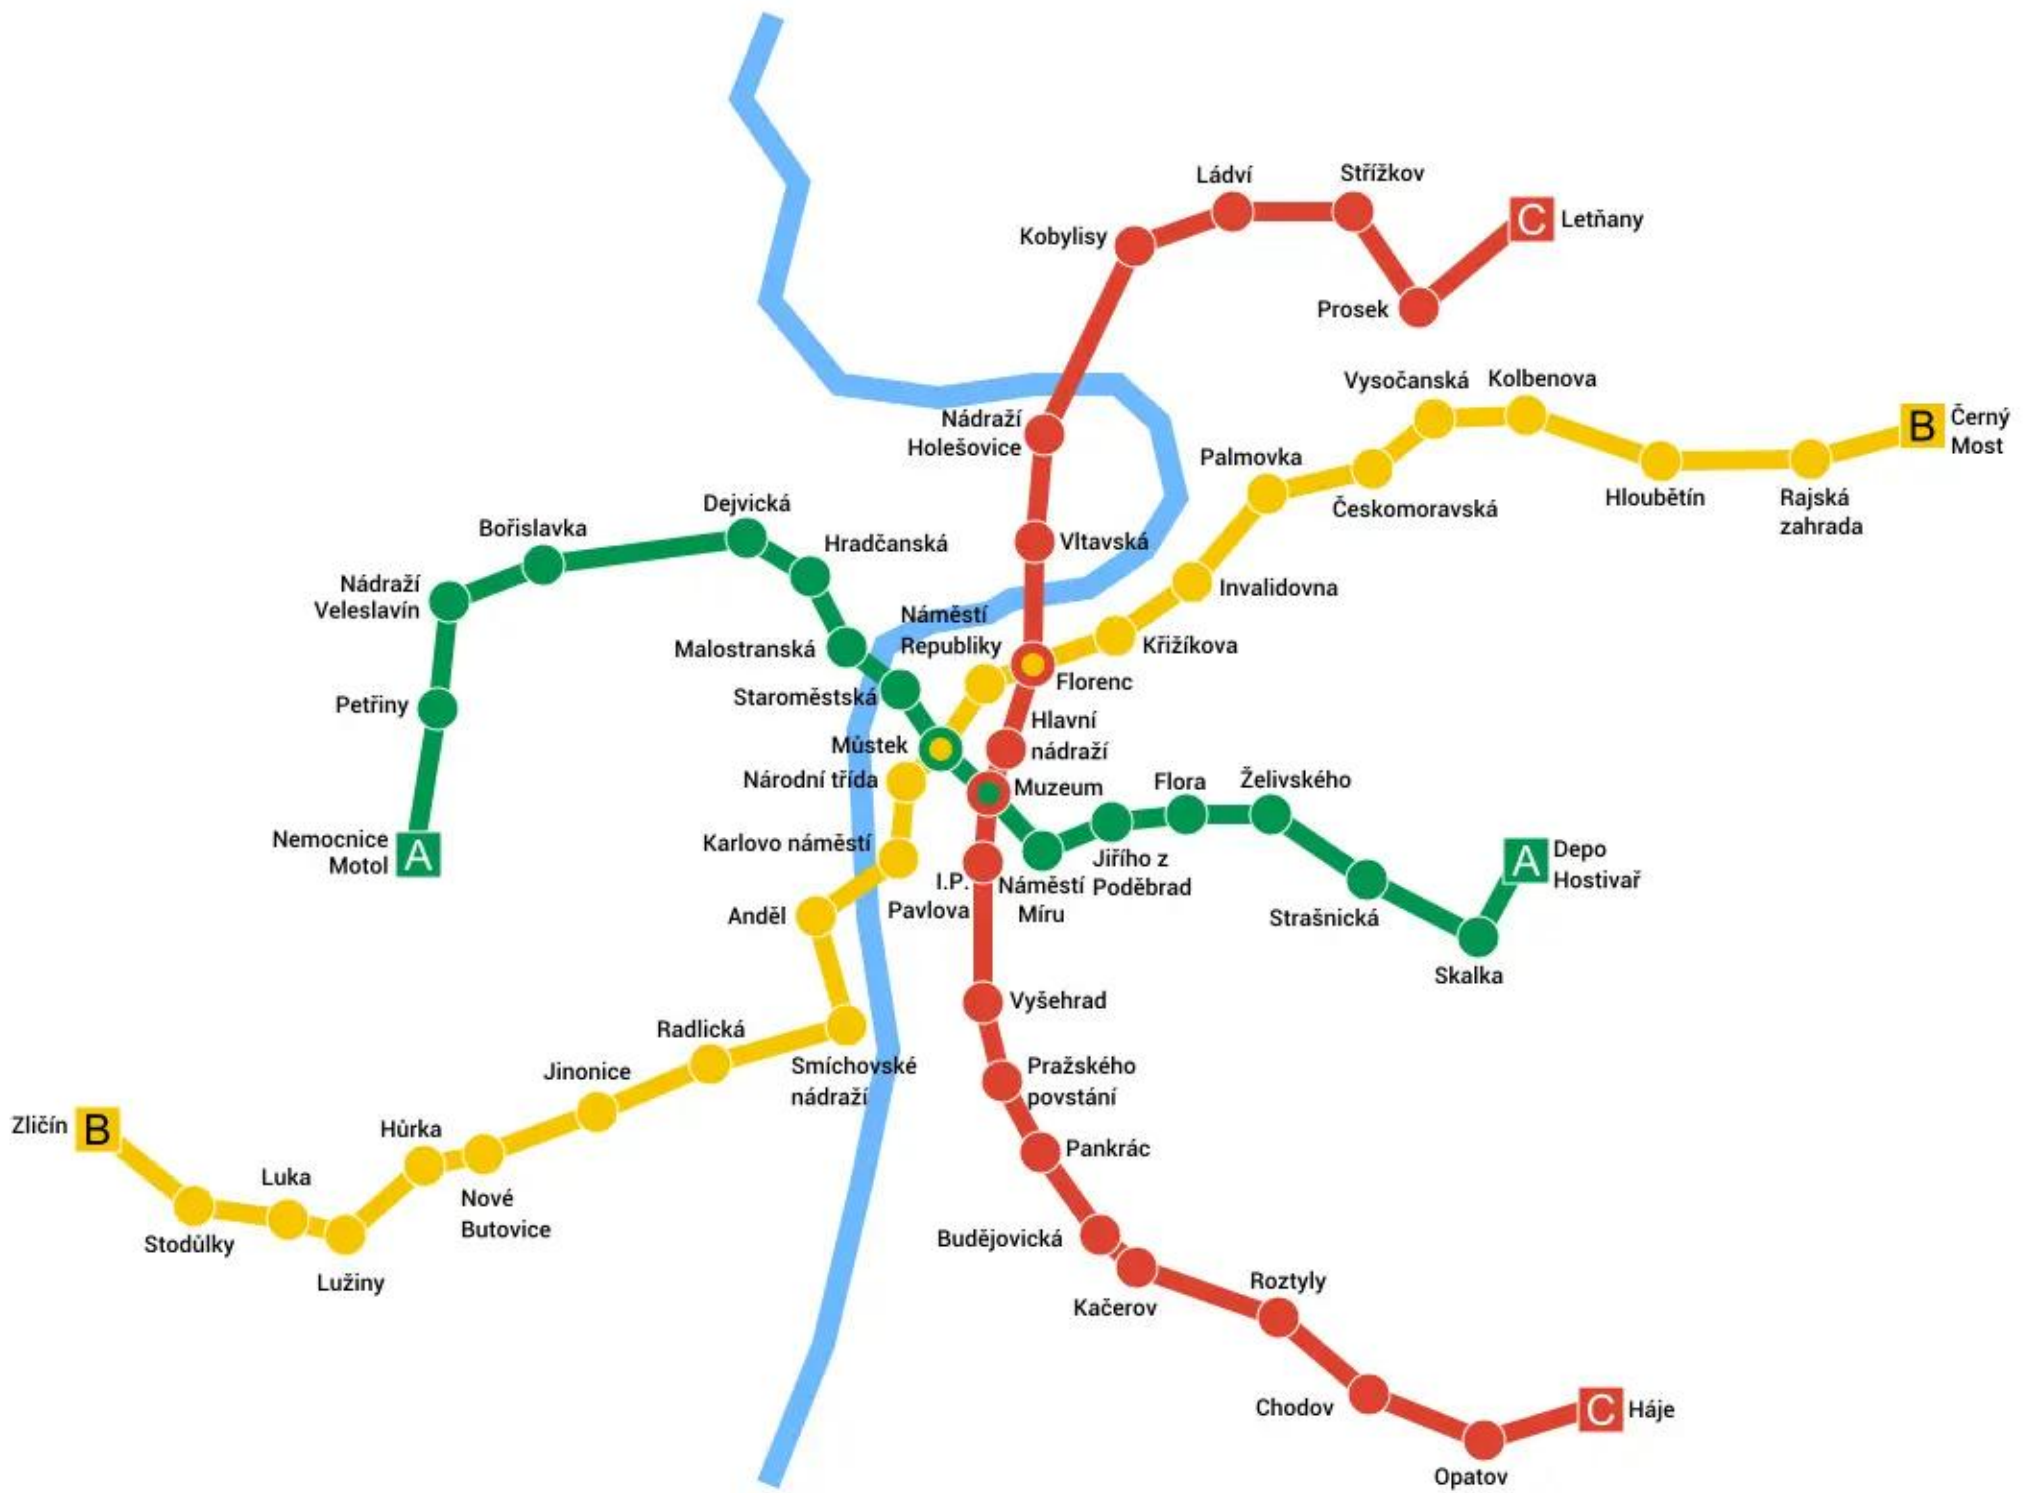 Ládví
Střížkov
Kobylisy
C
Letňany
Prosek
Vysočanská
Kolbenova
Nádraží
Holešovice
B
Černý
Most
Palmovka
Českomoravská
Hloubětín
Rajská
zahrada
Dejvická
Bořislavka
Hradčanská
Vltavská
Nádraží
Veleslavín
Invalidovna
Náměstí
Republiky
Malostranská
Křižíkova
Petřiny
Staroměstská
Florenc
Hlavní
nádraží
Můstek
Národní třída
Muzeum
Flora
Želivského
Nemocnice
Motol
A
Karlovo náměstí
Jiřího z
Poděbrad
A
Depo
Hostivař
I.P.
Pavlova
Náměstí
Míru
Anděl
Strašnická
Skalka
Vyšehrad
Radlická
Smíchovské
nádraží
Jinonice
Pražského
povstání
Zličín
B
Hůrka
Pankrác
Luka
Nové
Butovice
Stodůlky
Lužiny
Budějovická
Kačerov
Roztyly
Chodov
C
Háje
Opatov